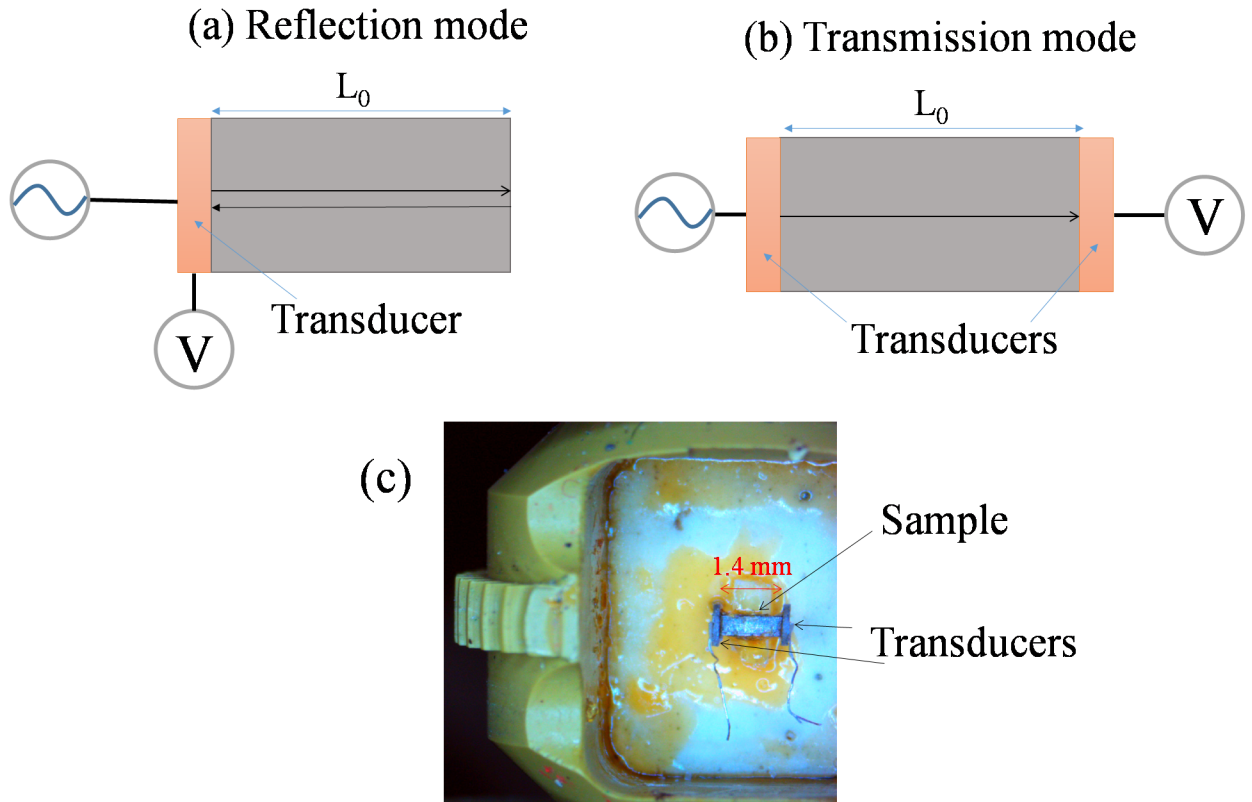 (a) Reflection mode
L0
Transducer
V
(b) Transmission mode
L0
Transducers
V
(c)
1.4 mm
Sample
Transducers